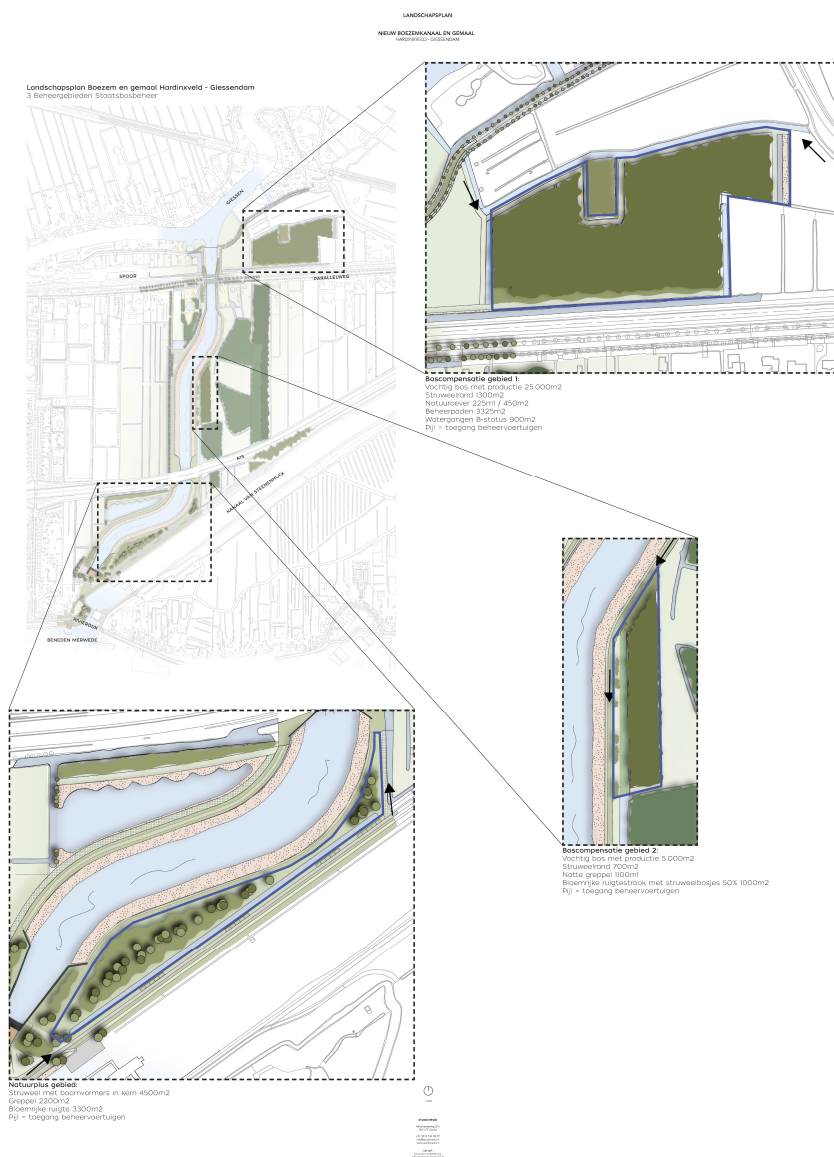 LANDSCHAPSPLAN
NIEUW BOEZEMKANAAL EN GEMAAL
HARDINXVELD - GIESSENDAM
Landschapsplan Boezem en gemaal Hardinxveld - Giessendam
3 Beheergebieden Staatsbosbeheer
GIESSEN
SPOOR
PARALLELWEG
A15
KANAAL VAN STEENENHOEK
RIVIERDIJK
BENEDEN MERWEDE
Boscompensatie gebied 1:
Vochtig bos met productie 25.000m2
Struweelrand 1300m2
Natuuroever 225m1 / 450m2
Beheerpaden 3325m2
Watergangen B-status 900m2
Pijl = toegang beheervoertuigen
Boscompensatie gebied 2:
Vochtig bos met productie 5.000m2
Struweelrand 700m2
Natte greppel 1100m1
Bloemrijke ruigtestrook met struweelbosjes 50% 1000m2
Pijl = toegang beheervoertuigen
Natuurplus gebied:
Struweel met boomvormers in kern 4500m2
Greppel 2200m2
Bloemrijke ruigte 3300m2
Pijl = toegang beheervoertuigen